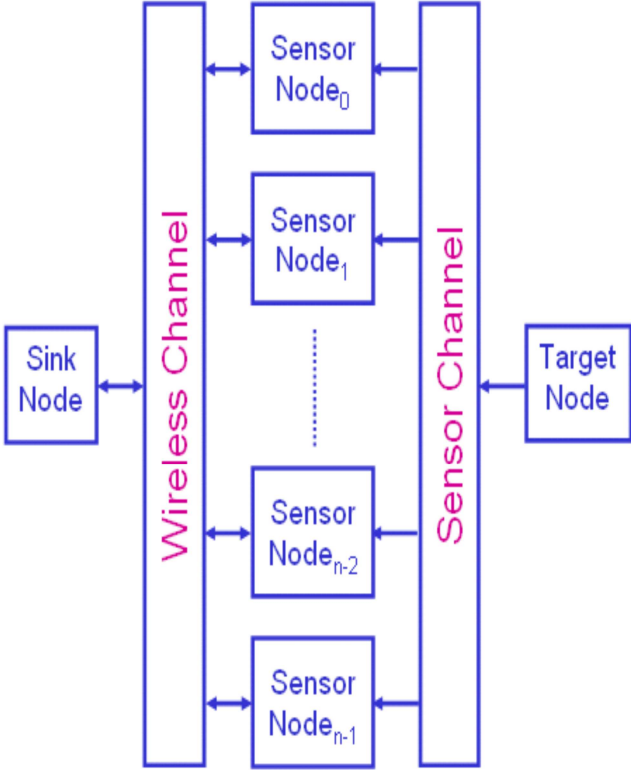 Sensor
Node0
Sensor
Node1
Sink
Node
Wireless Channel
Sensor Channel
Target
Node
Sensor
Noden-2
Sensor
Noden-1